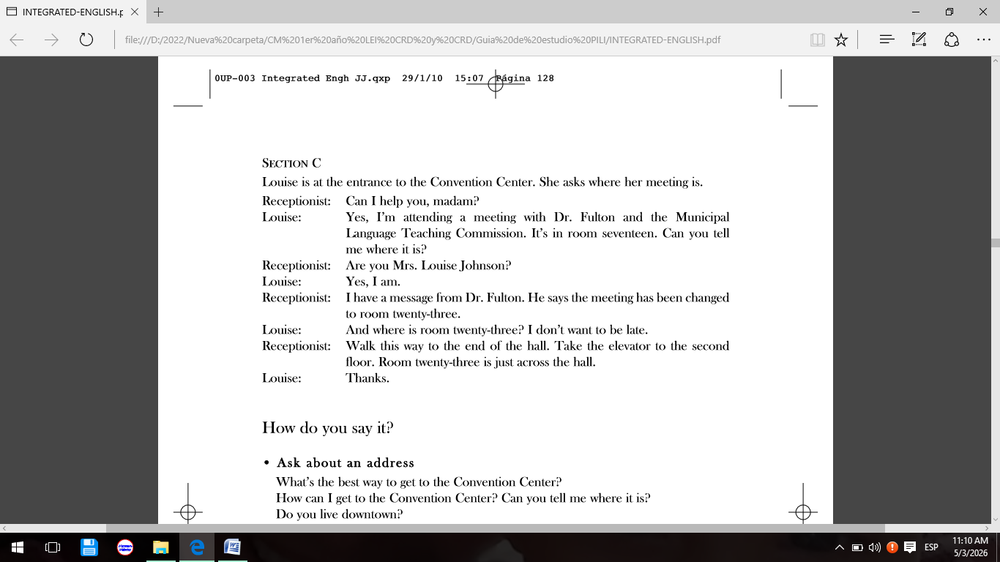 INTEGRATED-ENGLISH.p
file:///D:/2022/Nueva%20carpeta/CM%201er%20año%20LEI%20CRD%20y%20CRD/Guia%20de%20estudio%20PILI/INTEGRATED-ENGLISH.pdf
OUP-003 Integrated Engh JJ.qxp 29/1/10 15:07 Página 128
SECTION C
Louise is at the entrance to the Convention Center. She asks where her meeting is.
Receptionist: Can I help you, madam?
Louise: Yes, I'm attending a meeting with Dr. Fulton and the Municipal
Language Teaching Commission. It's in room seventeen. Can you tell
me where it is?
Receptionist: Are you Mrs. Louise Johnson?
Louise: Yes, I am.
Receptionist: I have a message from Dr. Fulton. He says the meeting has been changed
to room twenty-three.
Louise: And where is room twenty-three? I don't want to be late.
Receptionist: Walk this way to the end of the hall. Take the elevator to the second
floor. Room twenty-three is just across the hall.
Louise: Thanks.
How do you say it?
• Ask about an address
What's the best way to get to the Convention Center?
How can I get to the Convention Center? Can you tell me where it is?
Do you live downtown?
ESP
11:10 AM
5/3/2026